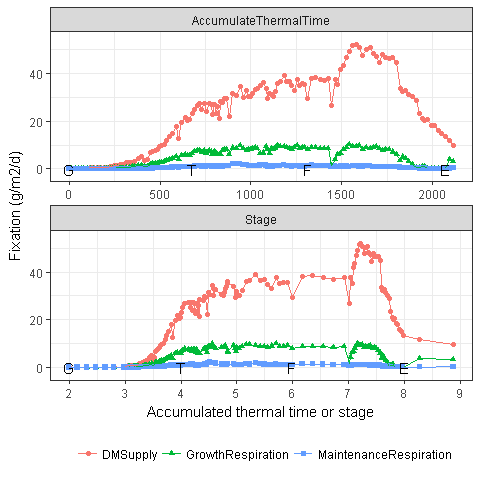 AccumulateThermalTime
40
20
0
G T F E
0 500 1000 1500 2000
Fixation (g/m2/d)
Stage
40
20
0
G T F E
2 3 4 5 6 7 8 9
Accumulated thermal time or stage
DMSupply GrowthRespiration MaintenanceRespiration